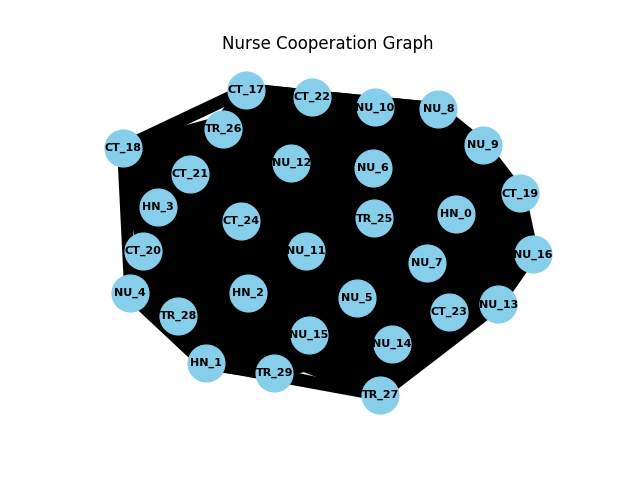 Nurse Cooperation Graph
CT_17
CT_22
NU_10
NU_8
TR_26
CT_18
NU_9
NU_12
NU_6
CT_21
CT_19
HN_3
CT_24
TR_25
HN_0
CT_20
NU_11
NU_16
NU_7
NU_4
HN_2
NU_5
NU_13
TR_28
CT_23
NU_15
NU_14
HN_1
TR_29
TR_27